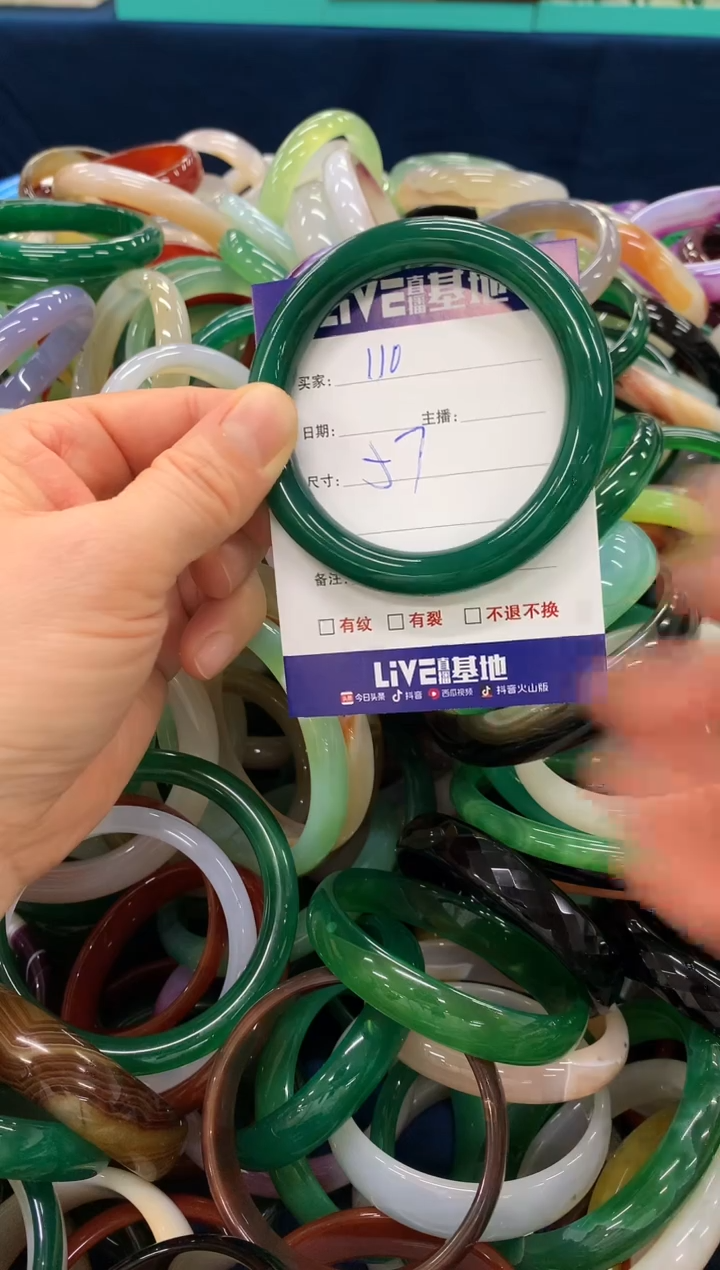 LIVE直播基地
买家: 110
日期: 主播:
尺寸: 57
备注:
□有纹 □有裂 □不退不换
LIVE直播基地
今日头条 抖音 西瓜视频 抖音火山版